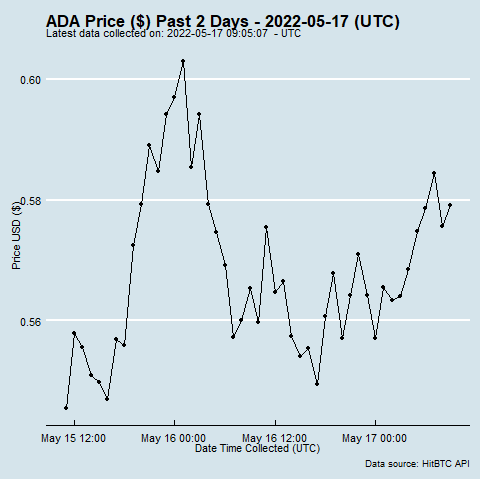 ADA Price ($) Past 2 Days - 2022-05-17 (UTC)
Latest data collected on: 2022-05-17 09:05:07  - UTC
0.60
0.58
0.56
Price USD ($)
May 15 12:00 May 16 00:00 May 16 12:00 May 17 00:00
Date Time Collected (UTC)
Data source: HitBTC API